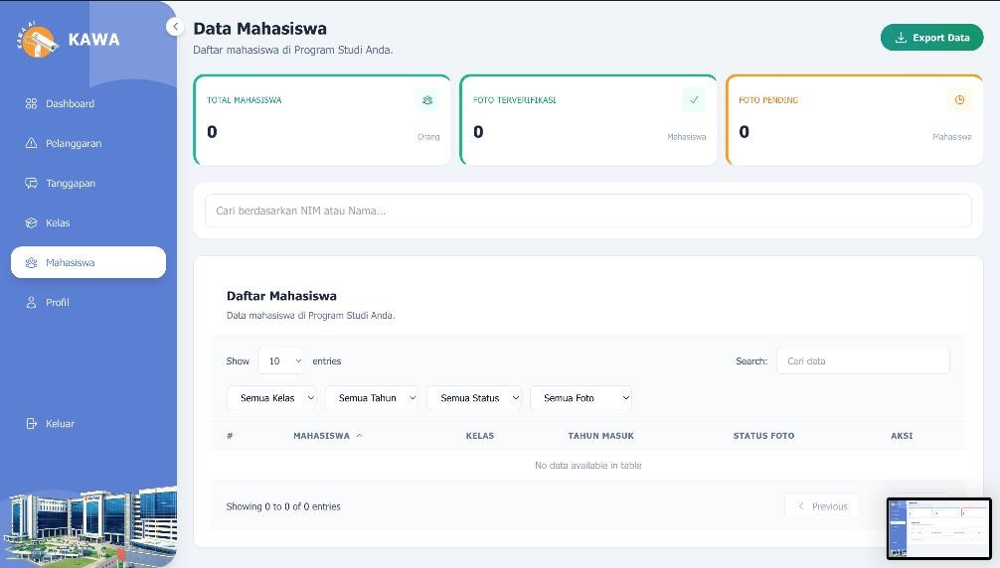 KAWA AI
KAWA
Dashboard
Pelanggaran
Tanggapan
Kelas
Mahasiswa
Profil
Keluar
Data Mahasiswa
Daftar mahasiswa di Program Studi Anda.
Export Data
TOTAL MAHASISWA
0
Orang
FOTO TERVERIFIKASI
0
Mahasiswa
FOTO PENDING
0
Mahasiswa
Cari berdasarkan NIM atau Nama...
Daftar Mahasiswa
Data mahasiswa di Program Studi Anda.
Show 10 entries
Search: Cari data
Semua Kelas Semua Tahun Semua Status Semua Foto
# MAHASISWA KELAS TAHUN MASUK STATUS FOTO AKSI
No data available in table
Showing 0 to 0 of 0 entries
Previous